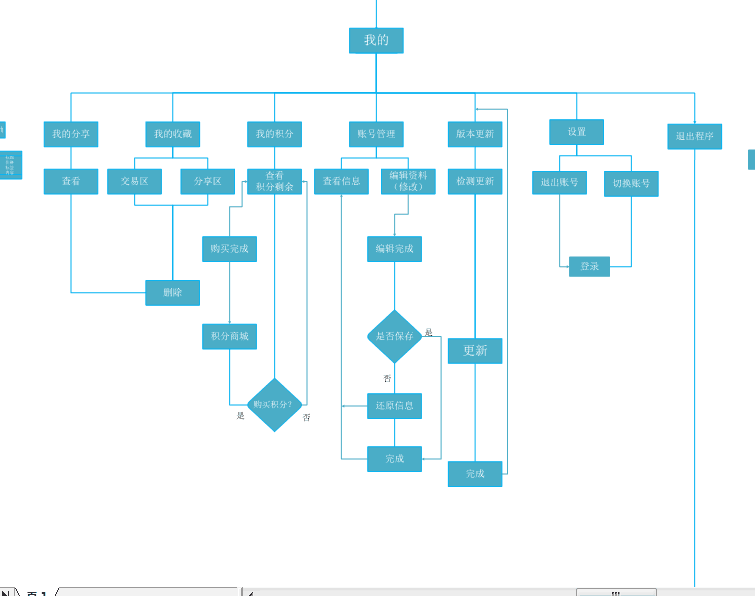 我的
我的分享
我的收藏
我的积分
账号管理
版本更新
设置
退出程序
查看
交易区
分享区
查看
积分剩余
查看信息
编辑资料
（修改）
检测更新
退出账号
切换账号
购买完成
编辑完成
登录
删除
积分商城
是否保存
是
更新
否
购买积分?
是
否
还原信息
完成
完成
页 1